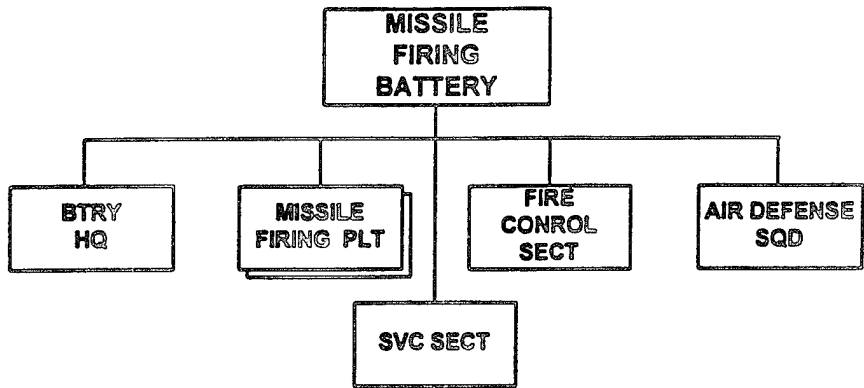 MISSILE
FIRING
BATTERY
BTRY
HQ
MISSILE
FIRING PLT
FIRE
CONROL
SECT
AIR DEFENSE
SQD
SVC SECT